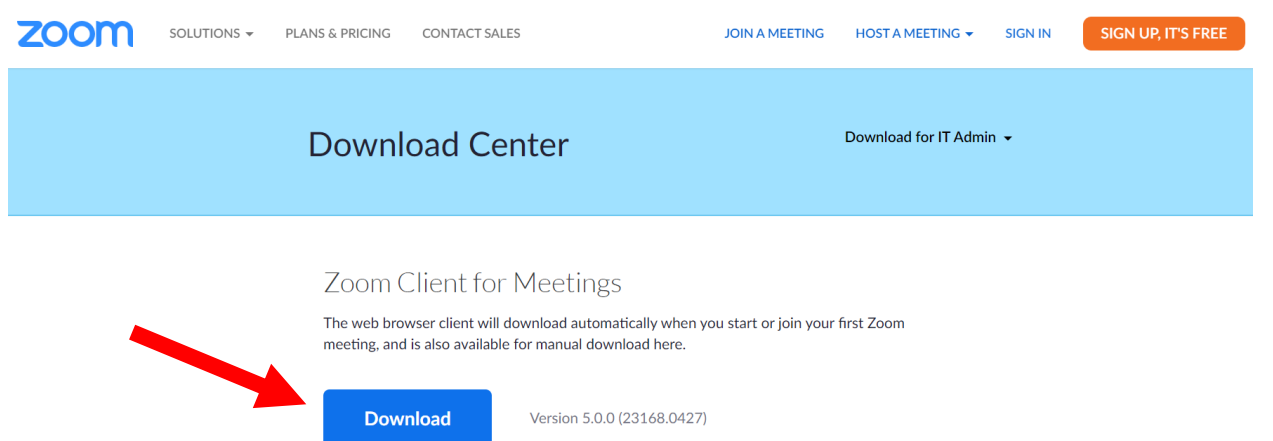 zoom SOLUTIONS PLANS & PRICING CONTACT SALES JOIN A MEETING HOST A MEETING SIGN IN SIGN UP, IT'S FREE
Download Center Download for IT Admin
Zoom Client for Meetings
The web browser client will download automatically when you start or join your first Zoom
meeting, and is also available for manual download here.
Download Version 5.0.0 (23168.0427)